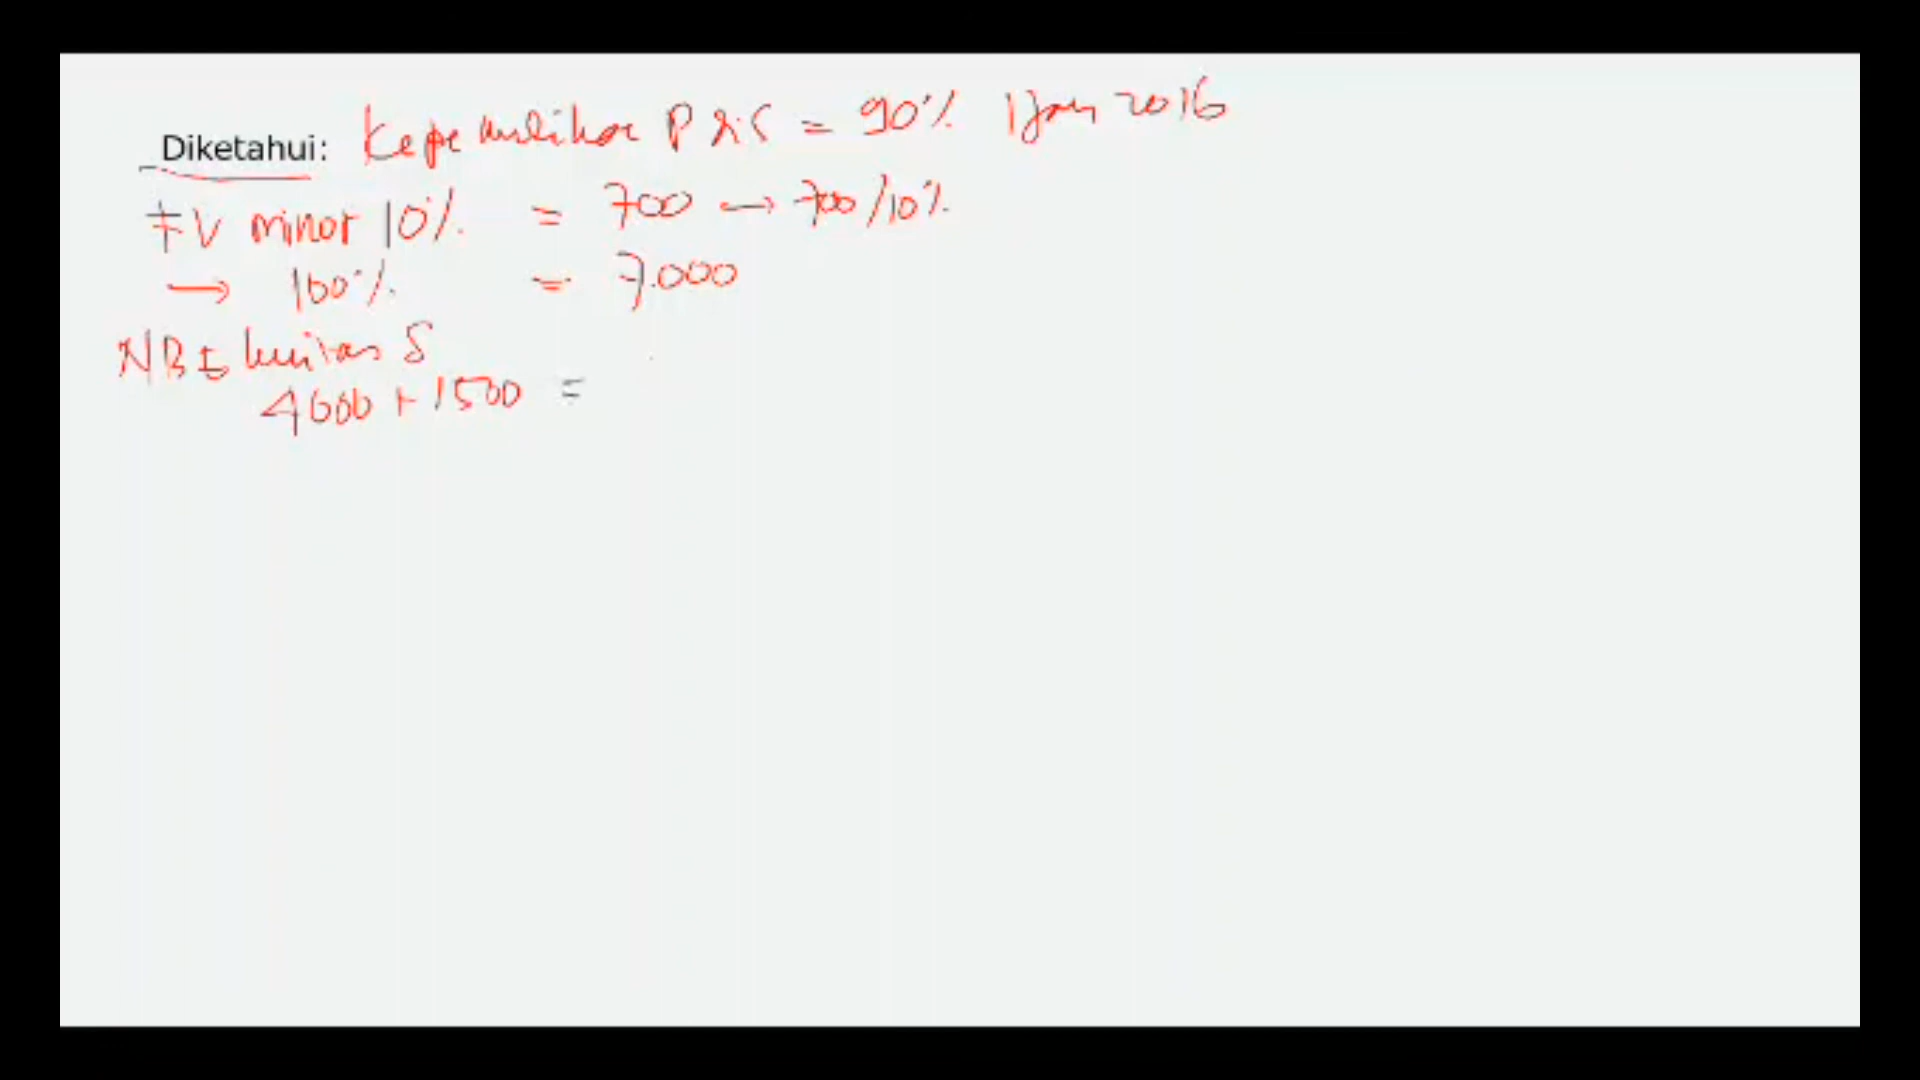 Diketahui: Kepemilikan P di S = 90% 1 Jan 2016
FV minor 10% = 700 → 700/10%
→ 100% = 7.000
NB Ekuitas S
4000 + 1500 =